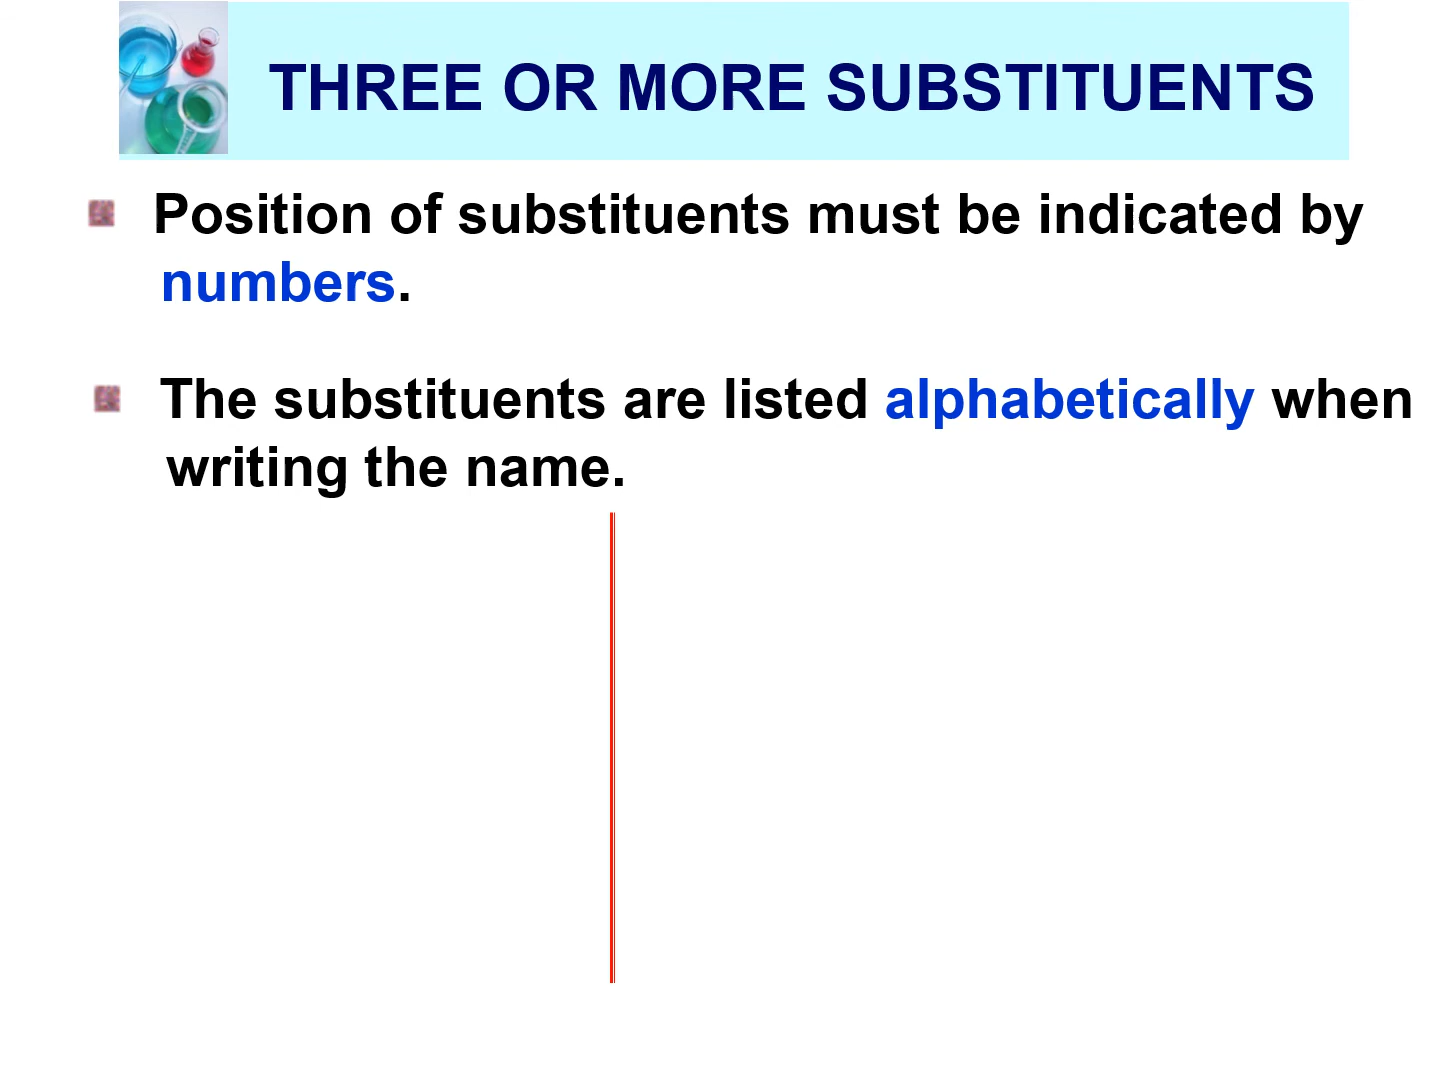 THREE OR MORE SUBSTITUENTS
Position of substituents must be indicated by
numbers.
The substituents are listed alphabetically when
writing the name.